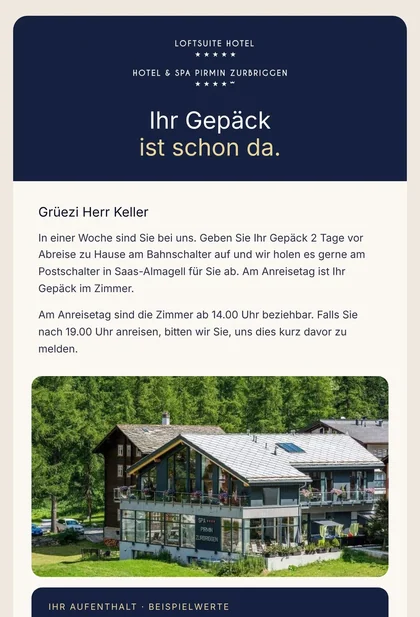 LOFTSUITE HOTEL
★★★★★
HOTEL & SPA PIRMIN ZURBRIGGEN
★★★★
Ihr Gepäck
ist schon da.
Grüezi Herr Keller
In einer Woche sind Sie bei uns. Geben Sie Ihr Gepäck 2 Tage vor
Abreise zu Hause am Bahnschalter auf und wir holen es gerne am
Postschalter in Saas-Almagell für Sie ab. Am Anreisetag ist Ihr
Gepäck im Zimmer.
Am Anreisetag sind die Zimmer ab 14.00 Uhr beziehbar. Falls Sie
nach 19.00 Uhr anreisen, bitten wir Sie, uns dies kurz davor zu
melden.
SPA
PIRMIN
ZURBRIGGEN
IHR AUFENTHALT · BEISPIELWERTE